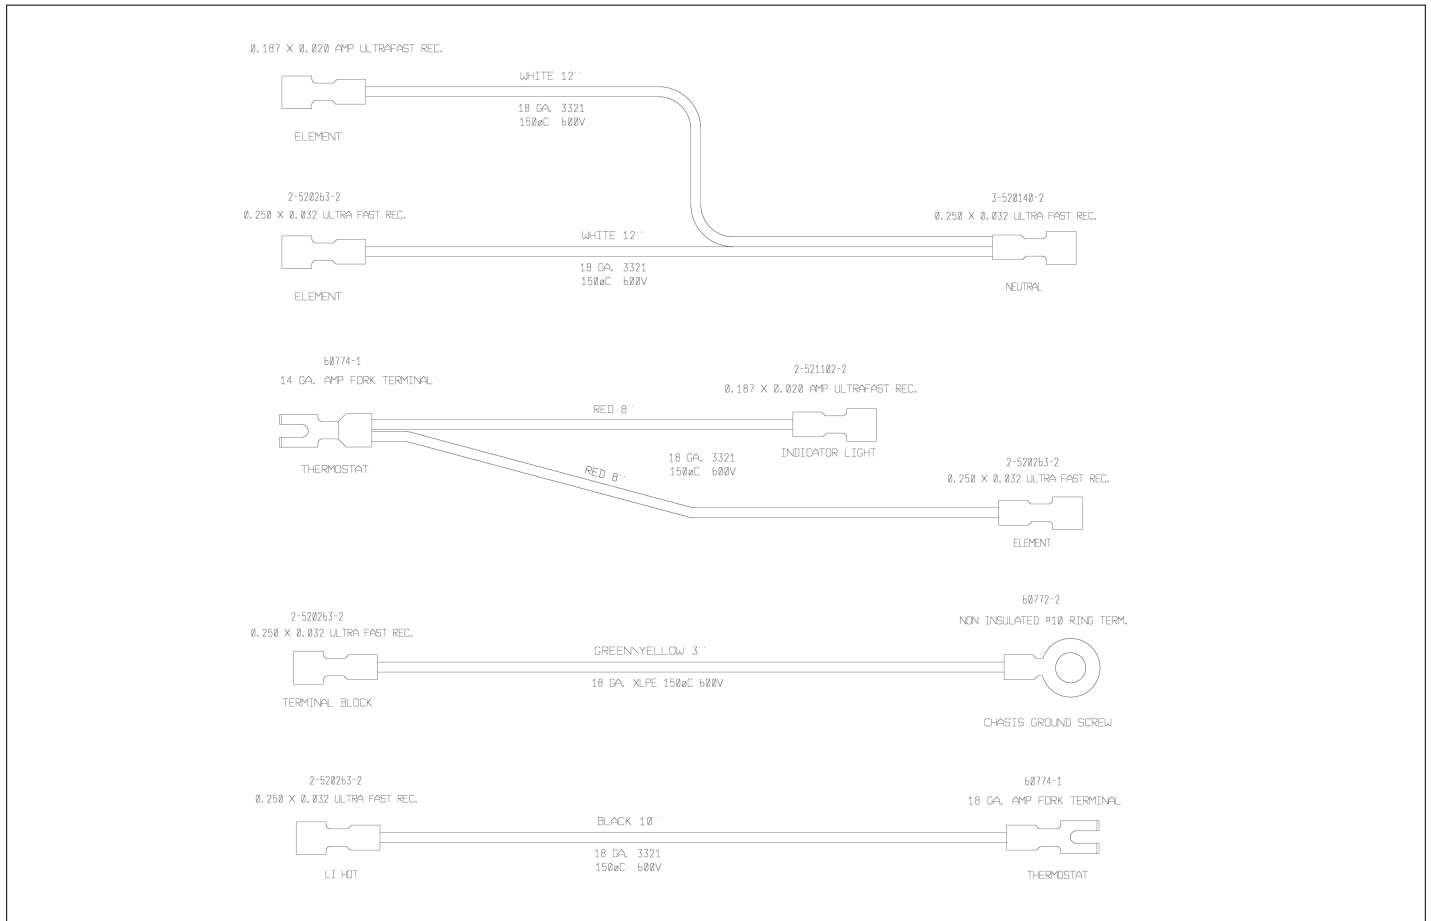 0.187 X 0.020 AMP ULTRAFAST REC.
WHITE 12''
18 GA. 3321
150øC 600V
ELEMENT
2-520263-2
0.250 X 0.032 ULTRA FAST REC.
3-520140-2
0.250 X 0.032 ULTRA FAST REC.
WHITE 12''
18 GA. 3321
150øC 600V
ELEMENT
NEUTRAL
60774-1
14 GA. AMP FORK TERMINAL
2-521102-2
0.187 X 0.020 AMP ULTRAFAST REC.
RED 8''
THERMOSTAT
RED 8''
18 GA. 3321
150øC 600V
INDICATOR LIGHT
2-520263-2
0.250 X 0.032 ULTRA FAST REC.
ELEMENT
2-520263-2
0.250 X 0.032 ULTRA FAST REC.
60772-2
NON INSULATED #10 RING TERM.
GREEN\YELLOW 3''
18 GA. XLPE 150øC 600V
TERMINAL BLOCK
CHASIS GROUND SCREW
2-520263-2
0.250 X 0.032 ULTRA FAST REC.
60774-1
18 GA. AMP FORK TERMINAL
BLACK 10''
18 GA. 3321
150øC 600V
LI HOT
THERMOSTAT